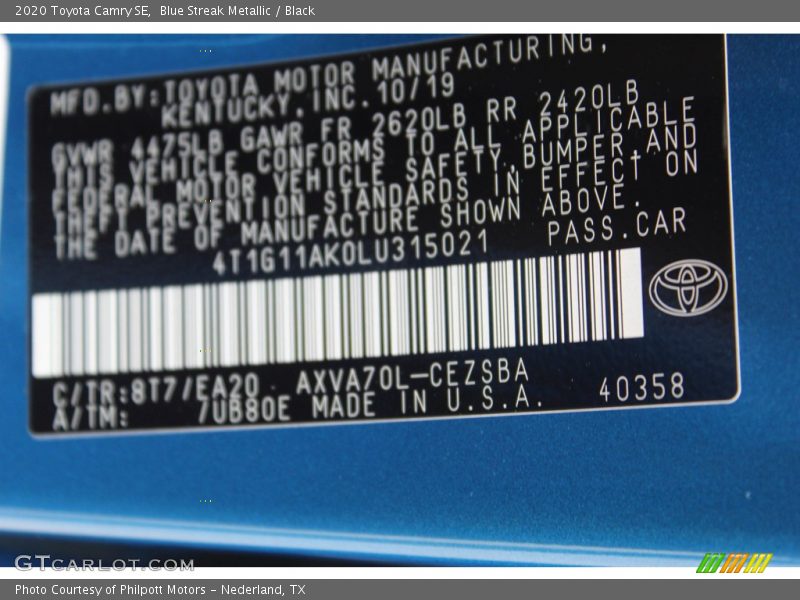 2020 Toyota Camry SE, Blue Streak Metallic / Black
MFD.BY:TOYOTA MOTOR MANUFACTURING,
KENTUCKY,INC.10/19
GVWR 4475LB GAWR FR 2620LB RR 2420LB
THIS VEHICLE CONFORMS TO ALL APPLICABLE
FEDERAL MOTOR VEHICLE SAFETY,BUMPER,AND
THEFT PREVENTION STANDARDS IN EFFECT ON
THE DATE OF MANUFACTURE SHOWN ABOVE.
4T1G11AK0LU315021 PASS.CAR
C/TR:8T7/EA20 AXVA70L-CEZSBA
A/TM: /UB80E MADE IN U.S.A. 40358
GTcarlot.com
Photo Courtesy of Philpott Motors - Nederland, TX